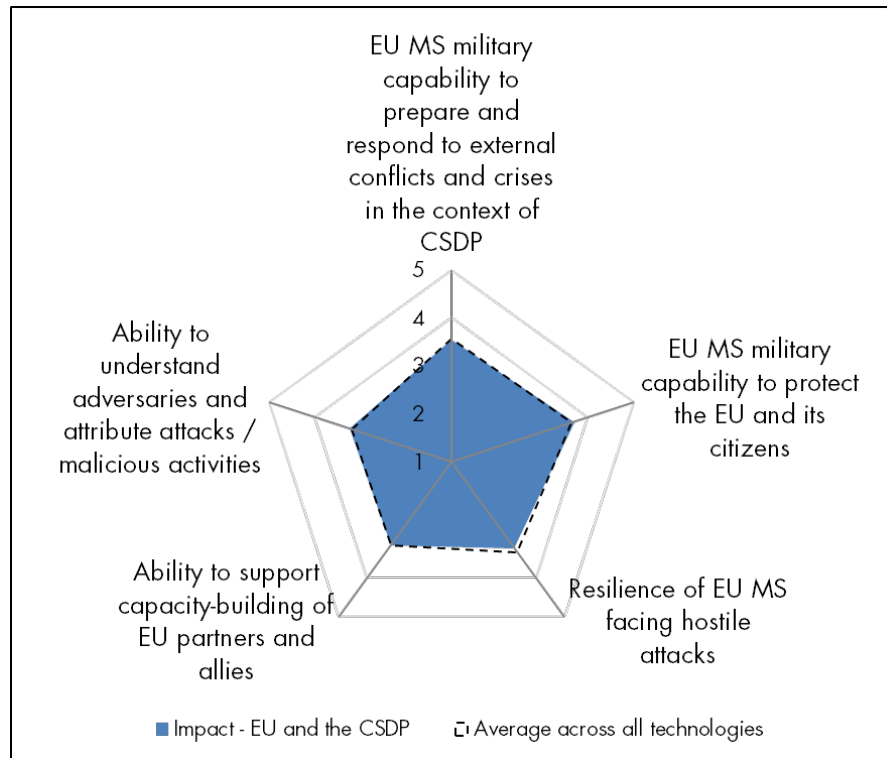 EU MS military
capability to
prepare and
respond to external
conflicts and crises
in the context of
CSDP
5
4
3
2
1
EU MS military
capability to protect
the EU and its
citizens
Resilience of EU MS
facing hostile
attacks
Ability to support
capacity-building of
EU partners and
allies
Ability to
understand
adversaries and
attribute attacks /
malicious activities
Impact - EU and the CSDP
Average across all technologies